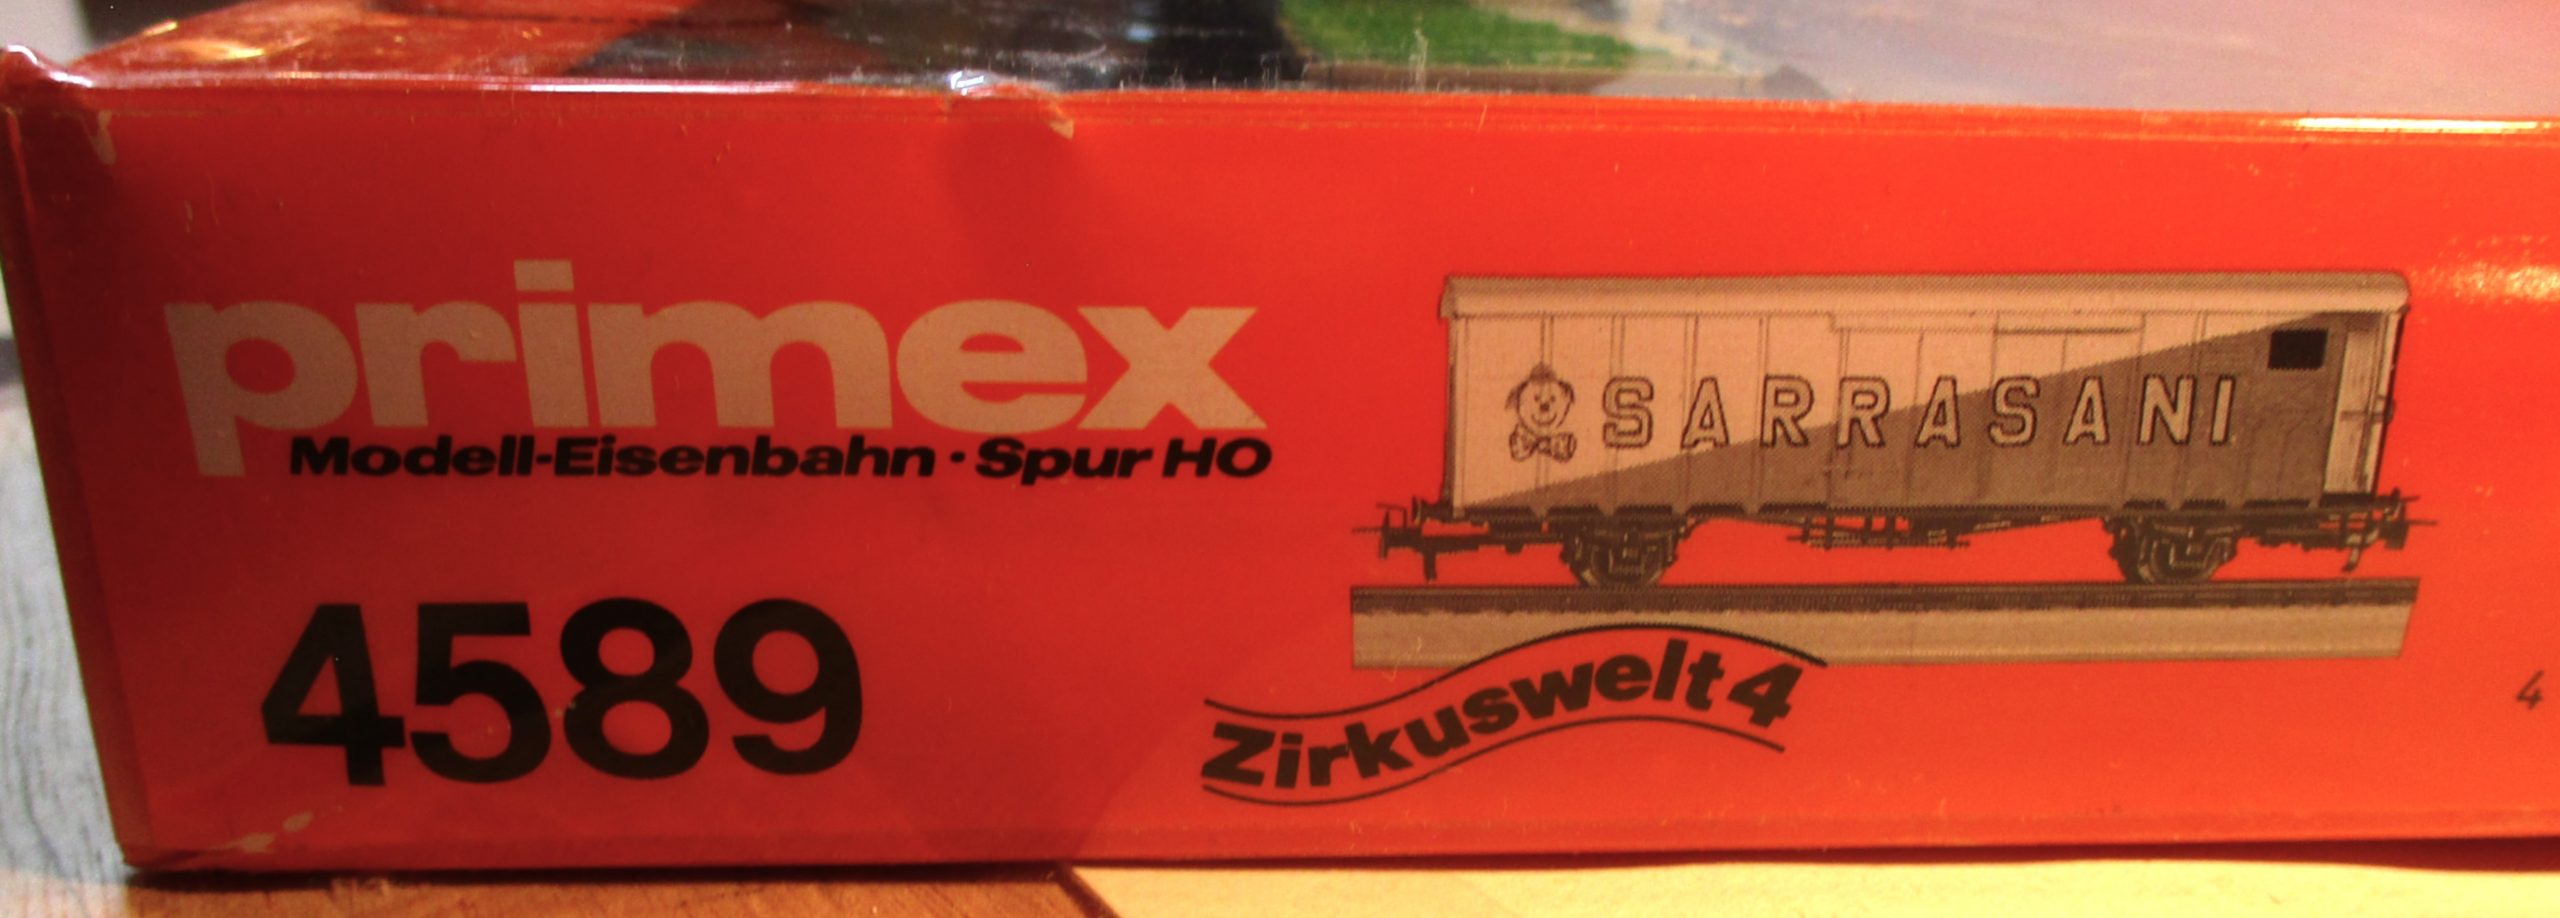 primex
Modell-Eisenbahn · Spur HO
4589
SARRASANI
Zirkuswelt 4
4